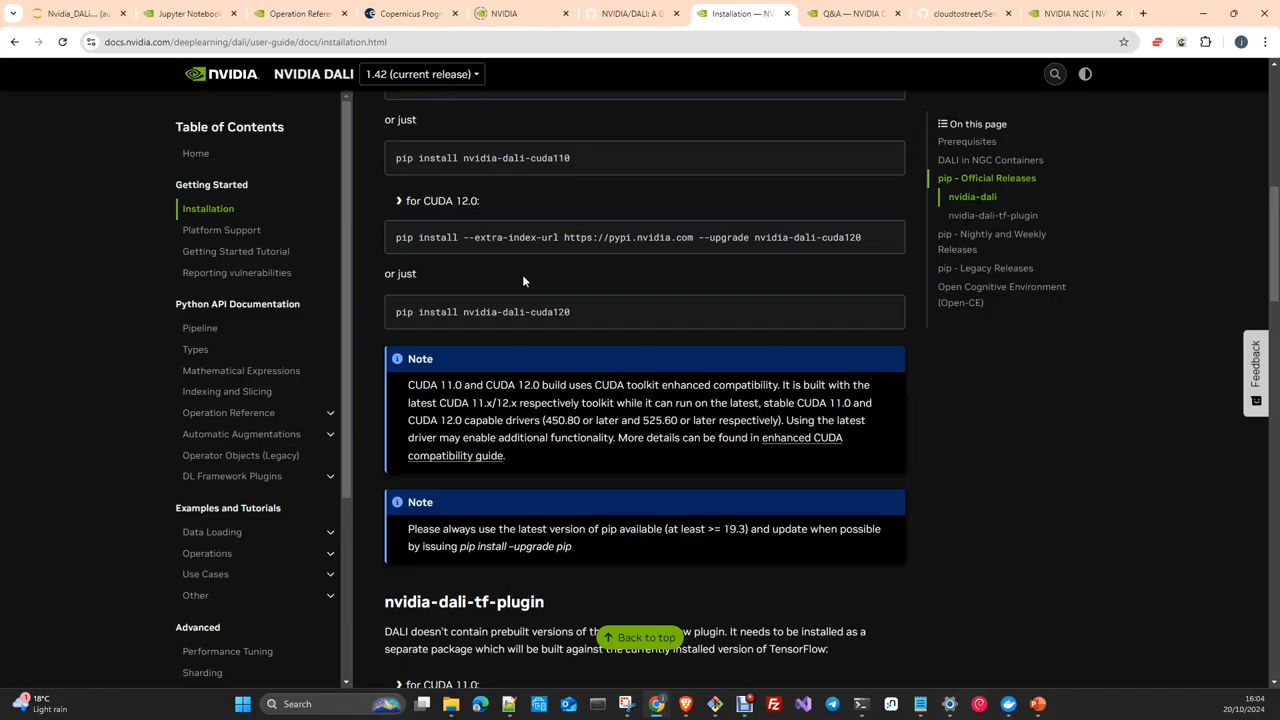 Nvidia_DALI... (au
Jupyter Notebook
Operation Refere
Copernicus Prog
NVIDIA
NVIDIA/DALI: A G
Installation — NV
Q&A — NVIDIA D
cloudtostreet/Sen
NVIDIA NGC | NV
docs.nvidia.com/deeplearning/dali/user-guide/docs/installation.html
j
NVIDIA. NVIDIA DALI 1.42 (current release)
Table of Contents
Home
Getting Started
Installation
Platform Support
Getting Started Tutorial
Reporting vulnerabilities
Python API Documentation
Pipeline
Types
Mathematical Expressions
Indexing and Slicing
Operation Reference
Automatic Augmentations
Operator Objects (Legacy)
DL Framework Plugins
Examples and Tutorials
Data Loading
Operations
Use Cases
Other
Advanced
Performance Tuning
Sharding
or just
pip install nvidia-dali-cuda110
for CUDA 12.0:
pip install --extra-index-url https://pypi.nvidia.com --upgrade nvidia-dali-cuda120
or just
pip install nvidia-dali-cuda120
Note
CUDA 11.0 and CUDA 12.0 build uses CUDA toolkit enhanced compatibility. It is built with the
latest CUDA 11.x/12.x respectively toolkit while it can run on the latest, stable CUDA 11.0 and
CUDA 12.0 capable drivers (450.80 or later and 525.60 or later respectively). Using the latest
driver may enable additional functionality. More details can be found in enhanced CUDA
compatibility guide.
Note
Please always use the latest version of pip available (at least >= 19.3) and update when possible
by issuing pip install –upgrade pip
nvidia-dali-tf-plugin
DALI doesn't contain prebuilt versions of th w plugin. It needs to be installed as a
Back to top
separate package which will be built against the currently installed version of TensorFlow:
for CUDA 11.0:
On this page
Prerequisites
DALI in NGC Containers
pip - Official Releases
nvidia-dali
nvidia-dali-tf-plugin
pip - Nightly and Weekly
Releases
pip - Legacy Releases
Open Cognitive Environment
(Open-CE)
Feedback
1
18°C
Light rain
Search
16:04
20/10/2024